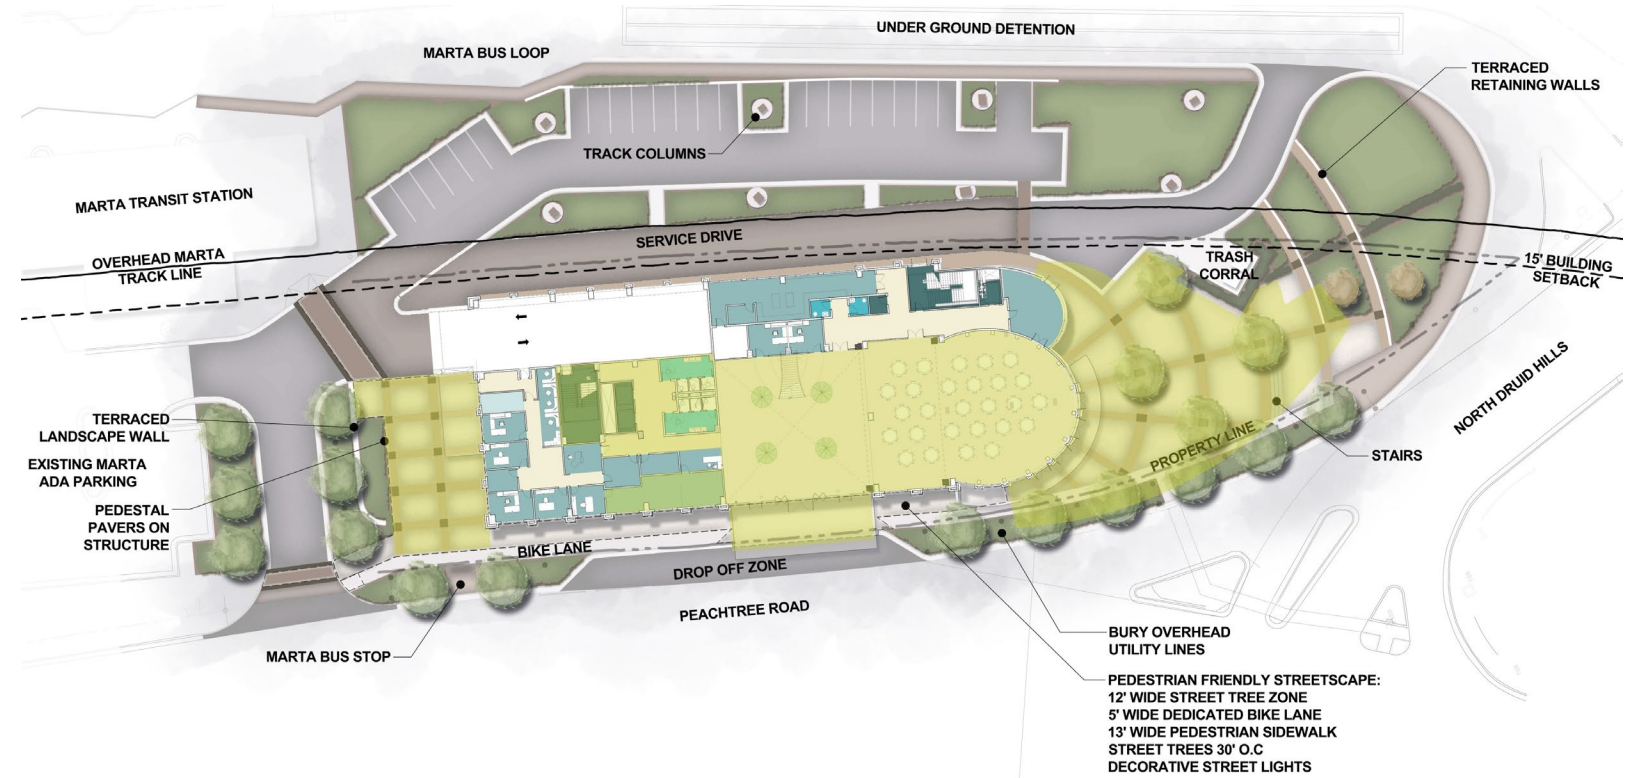 UNDER GROUND DETENTION
MARTA BUS LOOP
TERRACED
RETAINING WALLS
TRACK COLUMNS
MARTA TRANSIT STATION
SERVICE DRIVE
OVERHEAD MARTA
TRACK LINE
TRASH
CORRAL
15' BUILDING
SETBACK
NORTH DRUID HILLS
TERRACED
LANDSCAPE WALL
EXISTING MARTA
ADA PARKING
PEDESTAL
PAVERS ON
STRUCTURE
PROPERTY LINE
STAIRS
BIKE LANE
DROP OFF ZONE
PEACHTREE ROAD
MARTA BUS STOP
BURY OVERHEAD
UTILITY LINES
PEDESTRIAN FRIENDLY STREETSCAPE:
12' WIDE STREET TREE ZONE
5' WIDE DEDICATED BIKE LANE
13' WIDE PEDESTRIAN SIDEWALK
STREET TREES 30' O.C
DECORATIVE STREET LIGHTS